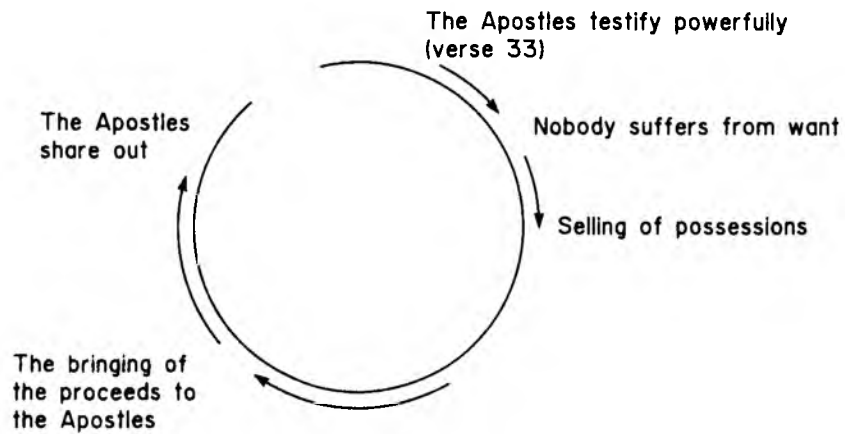 The Apostles testify powerfully
(verse 33)
Nobody suffers from want
Selling of possessions
The bringing of
the proceeds to
the Apostles
The Apostles
share out